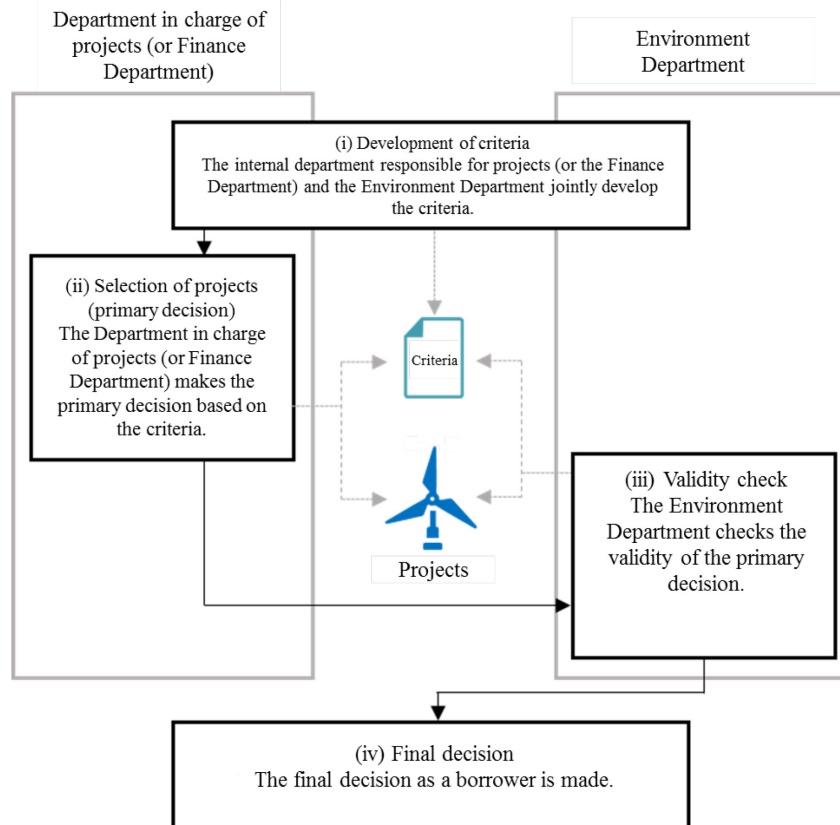 Department in charge of
projects (or Finance
Department)
Environment
Department
(i) Development of criteria
The internal department responsible for projects (or the Finance
Department) and the Environment Department jointly develop
the criteria.
(ii) Selection of projects
(primary decision)
The Department in charge
of projects (or Finance
Department) makes the
primary decision based on
the criteria.
Criteria
Projects
(iii) Validity check
The Environment
Department checks the
validity of the primary
decision.
(iv) Final decision
The final decision as a borrower is made.